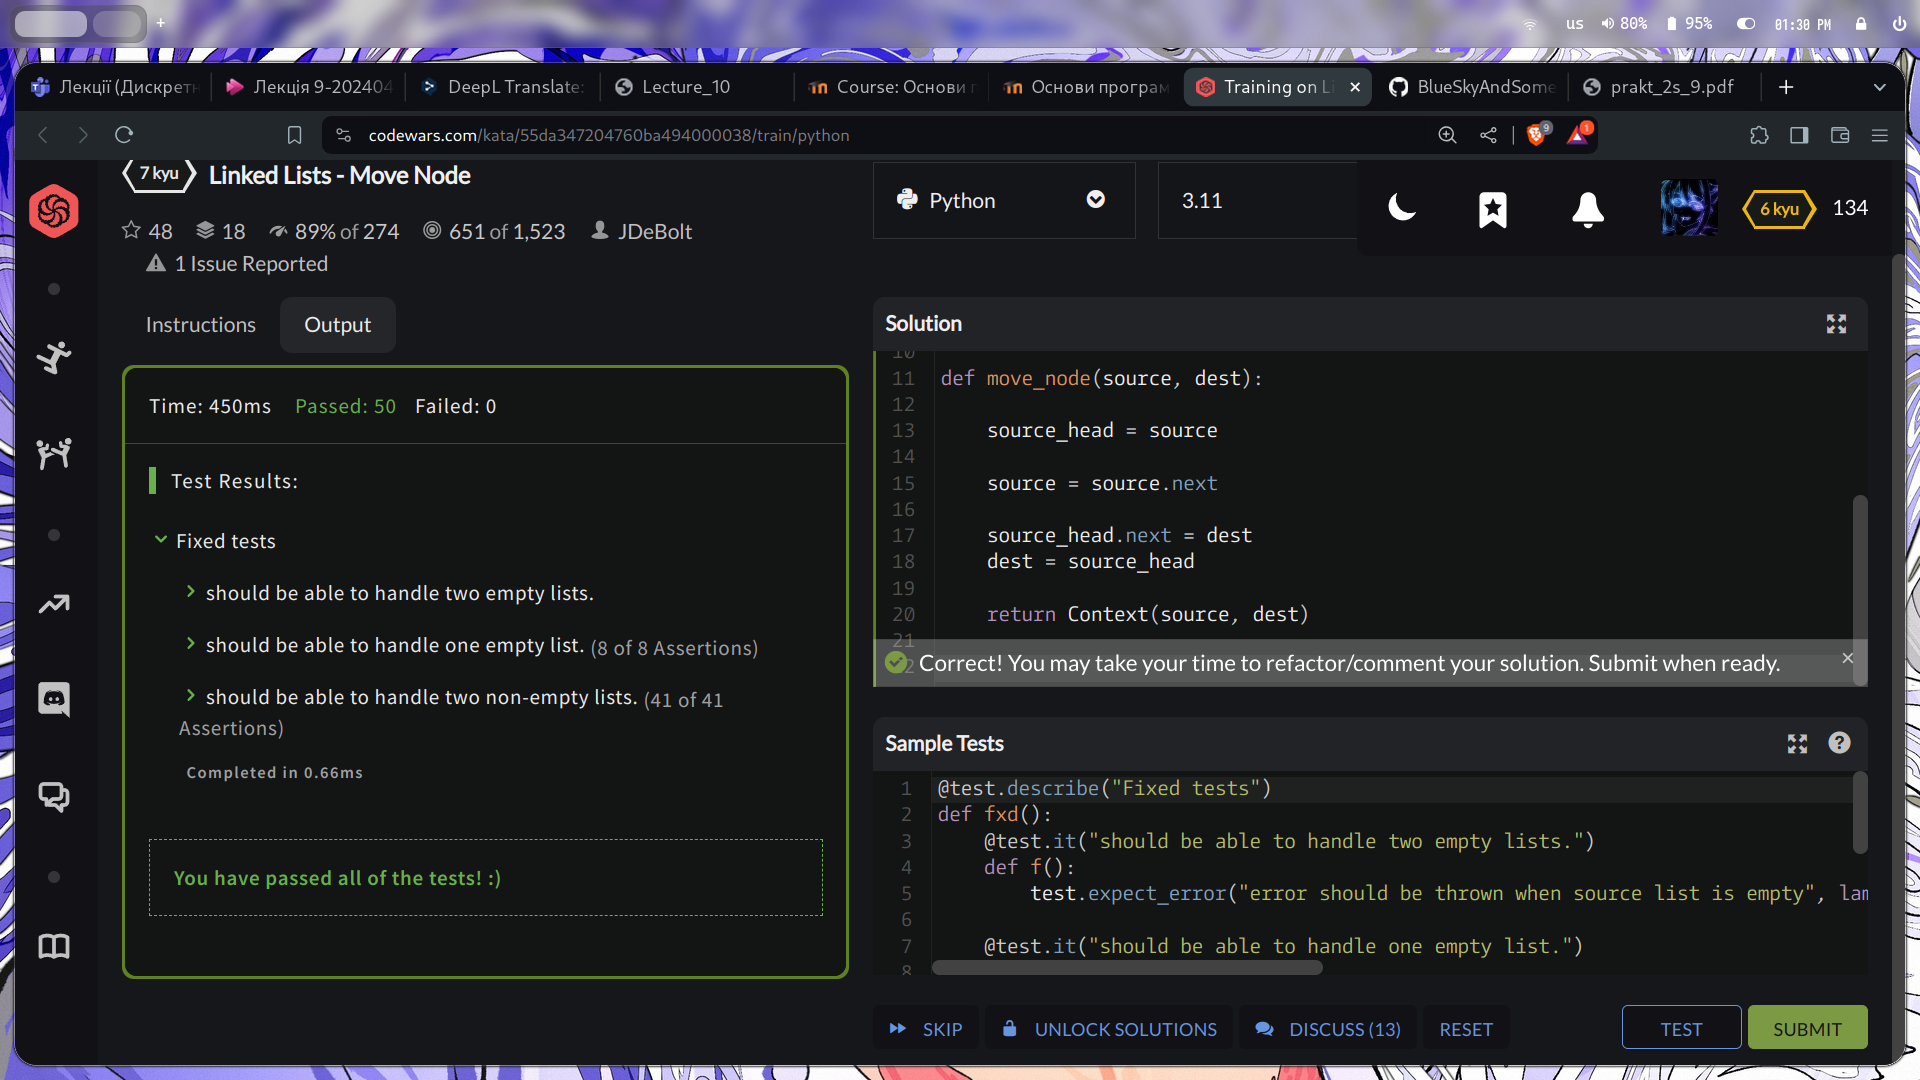 +
us
80%
95%
01:30 PM
Лекції (Дискретн
Лекція 9-202404
DeepL Translate:
Lecture_10
Course: Основи п
Основи програм
Training on Li
BlueSkyAndSome
prakt_2s_9.pdf
codewars.com/kata/55da347204760ba494000038/train/python
9
1
7 kyu
Linked Lists - Move Node
48
18
89% of 274
651 of 1,523
JDeBolt
1 Issue Reported
Python
3.11
6 kyu
134
Instructions
Output
Time: 450ms
Passed: 50
Failed: 0
Test Results:
Fixed tests
should be able to handle two empty lists.
should be able to handle one empty list. (8 of 8 Assertions)
should be able to handle two non-empty lists. (41 of 41
Assertions)
Completed in 0.66ms
You have passed all of the tests! :)
Solution
10
11 def move_node(source, dest):
12
13 source_head = source
14
15 source = source.next
16
17 source_head.next = dest
18 dest = source_head
19
20 return Context(source, dest)
21
Correct! You may take your time to refactor/comment your solution. Submit when ready.
Sample Tests
1 @test.describe("Fixed tests")
2 def fxd():
3 @test.it("should be able to handle two empty lists.")
4 def f():
5 test.expect_error("error should be thrown when source list is empty", lam
6
7 @test.it("should be able to handle one empty list.")
8
SKIP
UNLOCK SOLUTIONS
DISCUSS (13)
RESET
TEST
SUBMIT